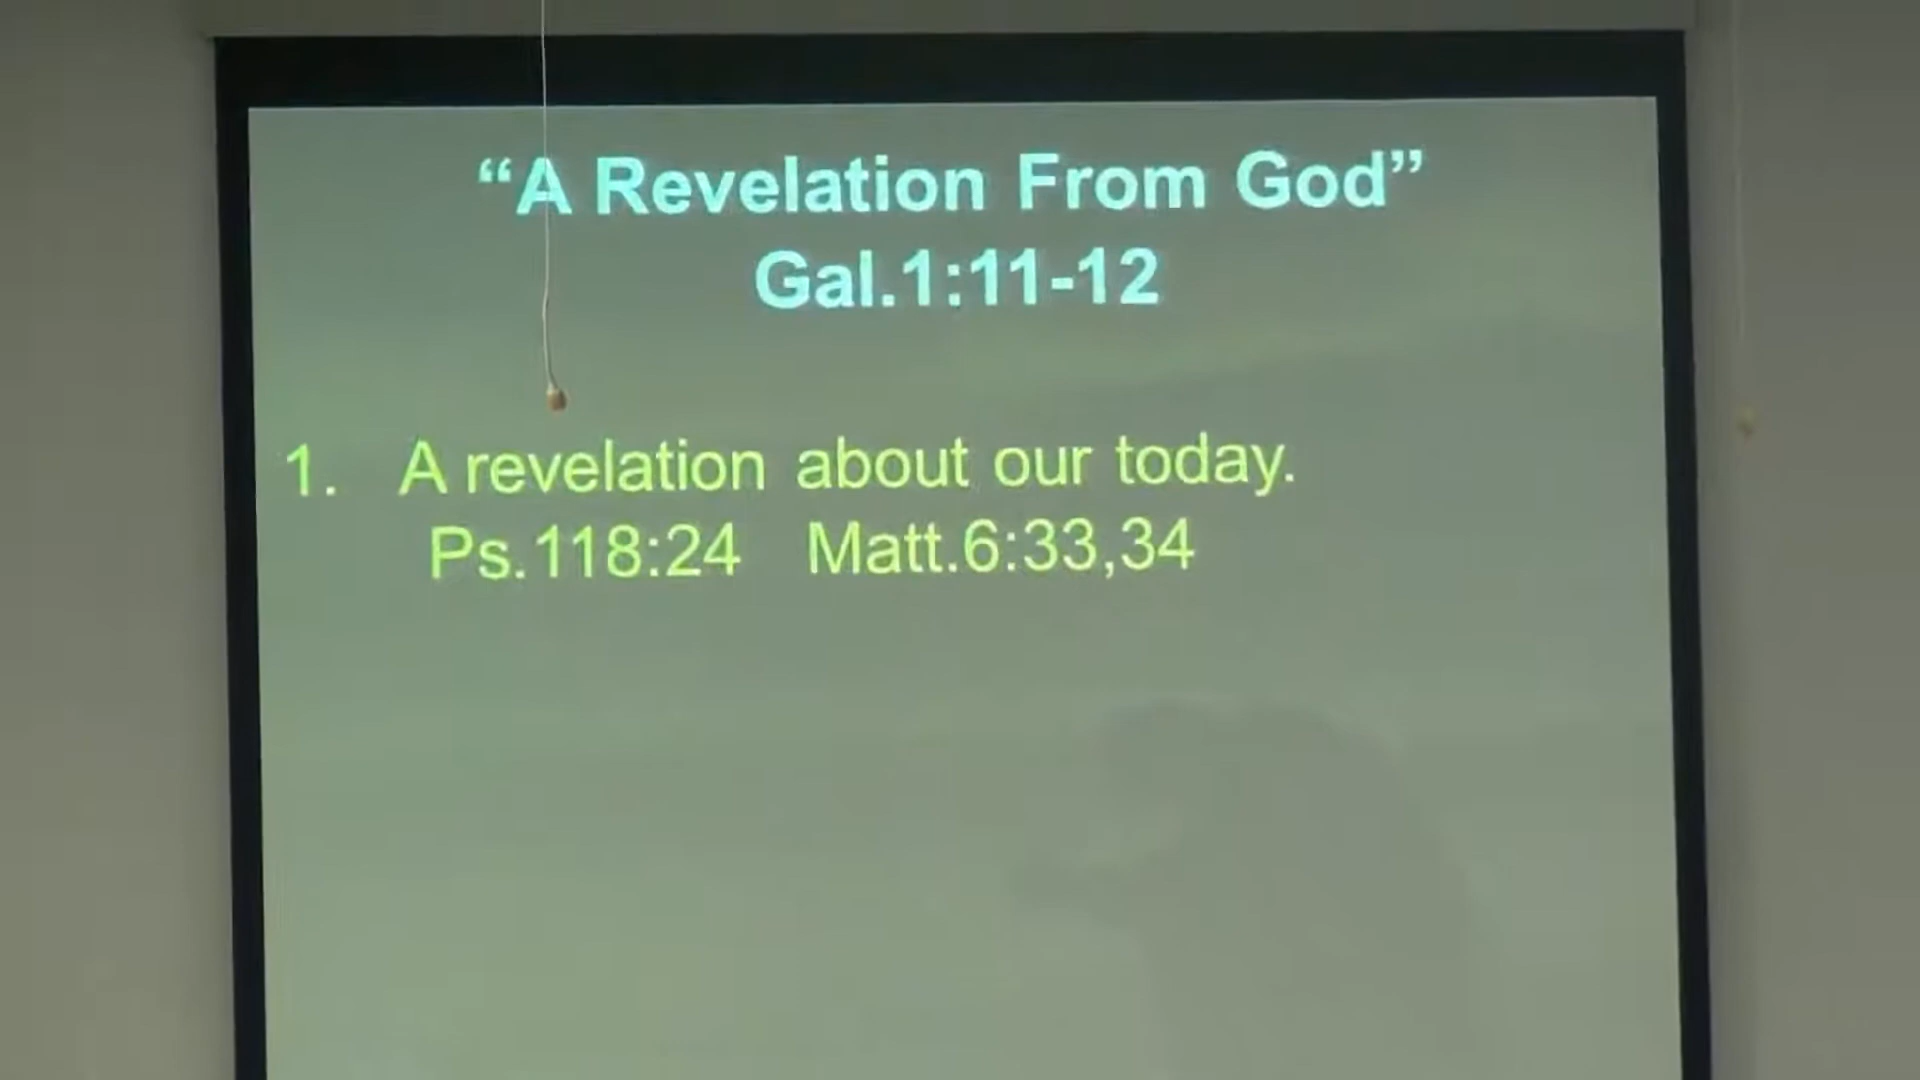 “A Revelation From God”
Gal.1:11-12
1. A revelation about our today.
Ps.118:24 Matt.6:33,34